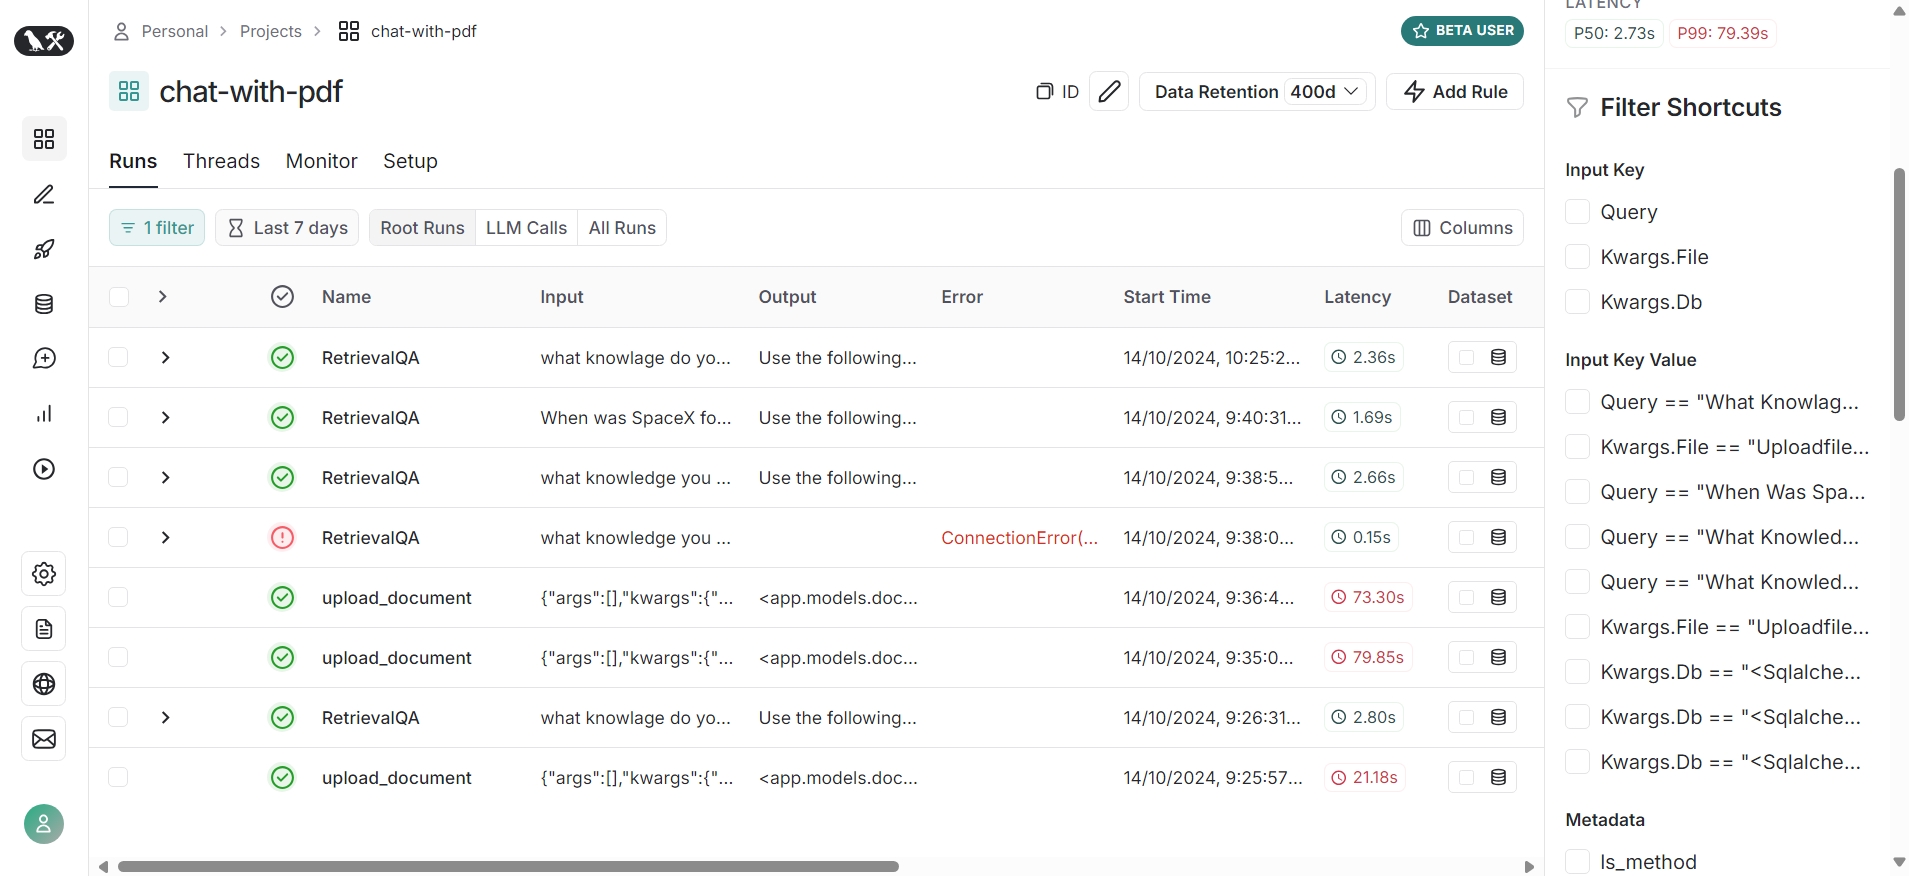 Personal > Projects > chat-with-pdf
BETA USER
chat-with-pdf
ID
Data Retention 400d
Add Rule
Runs Threads Monitor Setup
1 filter Last 7 days Root Runs LLM Calls All Runs Columns
Name Input Output Error Start Time Latency Dataset
RetrievalQA what knowlage do yo... Use the following... 14/10/2024, 10:25:2... 2.36s
RetrievalQA When was SpaceX fo... Use the following... 14/10/2024, 9:40:31... 1.69s
RetrievalQA what knowledge you ... Use the following... 14/10/2024, 9:38:5... 2.66s
RetrievalQA what knowledge you ... ConnectionError(... 14/10/2024, 9:38:0... 0.15s
upload_document {"args":[],"kwargs":{"... <app.models.doc... 14/10/2024, 9:36:4... 73.30s
upload_document {"args":[],"kwargs":{"... <app.models.doc... 14/10/2024, 9:35:0... 79.85s
RetrievalQA what knowlage do yo... Use the following... 14/10/2024, 9:26:31... 2.80s
upload_document {"args":[],"kwargs":{"... <app.models.doc... 14/10/2024, 9:25:57... 21.18s
LATENCY
P50: 2.73s P99: 79.39s
Filter Shortcuts
Input Key
Query
Kwargs.File
Kwargs.Db
Input Key Value
Query == "What Knowlag...
Kwargs.File == "Uploadfile...
Query == "When Was Spa...
Query == "What Knowled...
Query == "What Knowled...
Kwargs.File == "Uploadfile...
Kwargs.Db == "<Sqlalche...
Kwargs.Db == "<Sqlalche...
Kwargs.Db == "<Sqlalche...
Metadata
ls_method